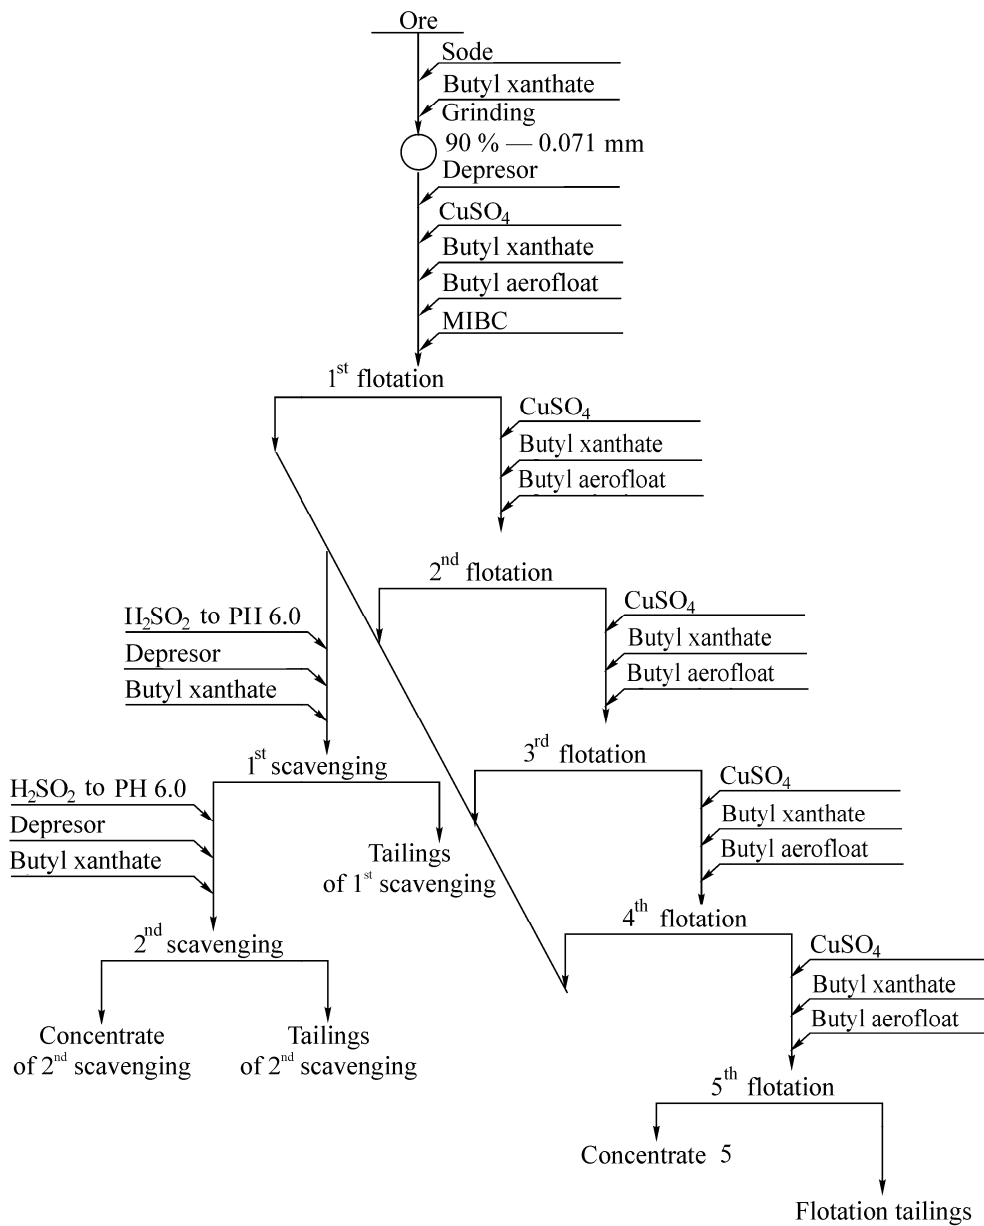 Ore
Sode
Butyl xanthate
Grinding
90 % — 0.071 mm
Depresor
CuSO₄
Butyl xanthate
Butyl aerofloat
MIBC
1st flotation
CuSO₄
Butyl xanthate
Butyl aerofloat
2nd flotation
CuSO₄
Butyl xanthate
Butyl aerofloat
H₂SO₂ to PH 6.0
Depresor
Butyl xanthate
3rd flotation
1st scavenging
CuSO₄
Butyl xanthate
Butyl aerofloat
H₂SO₂ to PH 6.0
Depresor
Butyl xanthate
Tailings
of 1st scavenging
4th flotation
2nd scavenging
CuSO₄
Butyl xanthate
Butyl aerofloat
Concentrate
of 2nd scavenging
Tailings
of 2nd scavenging
5th flotation
Concentrate 5
Flotation tailings